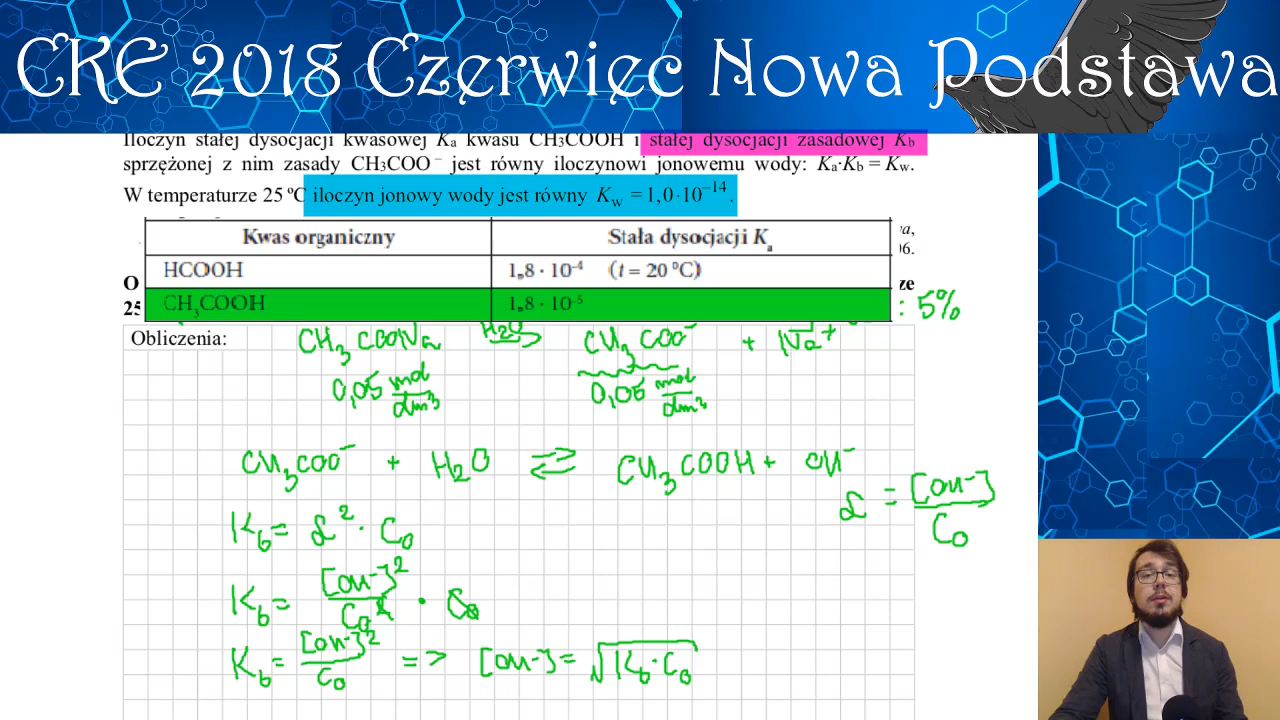 CKE 2018 Czerwięc Nowa Podstawa
Iloczyn stałej dysocjacji kwasowej Ka kwasu CH3COOH i stałej dysocjacji zasadowej Kb
sprzężonej z nim zasady CH3COO⁻ jest równy iloczynowi jonowemu wody: Ka·Kb = Kw.
W temperaturze 25 ºC iloczyn jonowy wody jest równy Kw = 1,0·10⁻¹⁴.
Kwas organiczny Stała dysocjacji Ka
HCOOH 1,8 · 10⁻⁴ (t = 20 °C)
CH3COOH 1,8 · 10⁻⁵
25 : 5%
Obliczenia:
CH3COONa H2O → CH3COO⁻ + Na⁺
0,05 mol/dm³ 0,05 mol/dm³
CH3COO⁻ + H2O ⇌ CH3COOH + OH⁻
α = [OH⁻]/C0
Kb = α² · C0
Kb = [OH⁻]²/C0² · C0
Kb = [OH⁻]²/C0 => [OH⁻] = √Kb·C0